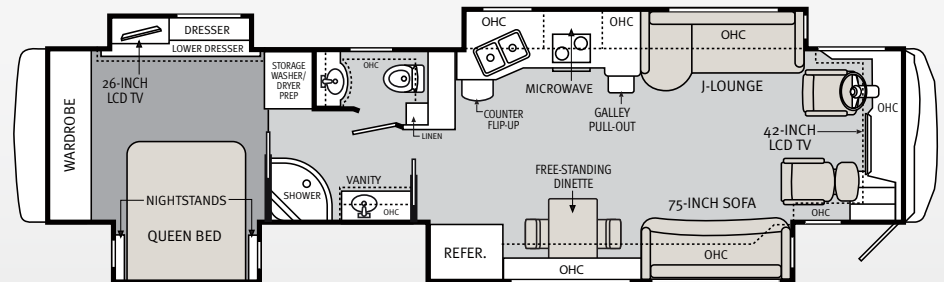 DRESSER
LOWER DRESSER
26-INCH
LCD TV
WARDROBE
NIGHTSTANDS
QUEEN BED
STORAGE
WASHER/
DRYER
PREP
OHC
LINEN
SHOWER
VANITY
OHC
OHC
OHC
MICROWAVE
COUNTER
FLIP-UP
GALLEY
PULL-OUT
OHC
J-LOUNGE
OHC
42-INCH
LCD TV
FREE-STANDING
DINETTE
75-INCH SOFA
OHC
REFER.
OHC
OHC